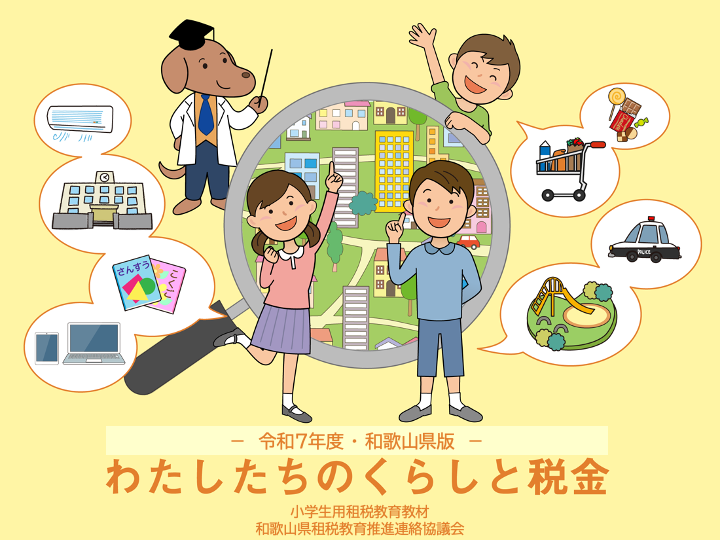 さんすう
こくご
POLICE
－ 令和7年度・和歌山県版 －
わたしたちのくらしと税金
小学生用租税教育教材
和歌山県租税教育推進連絡協議会